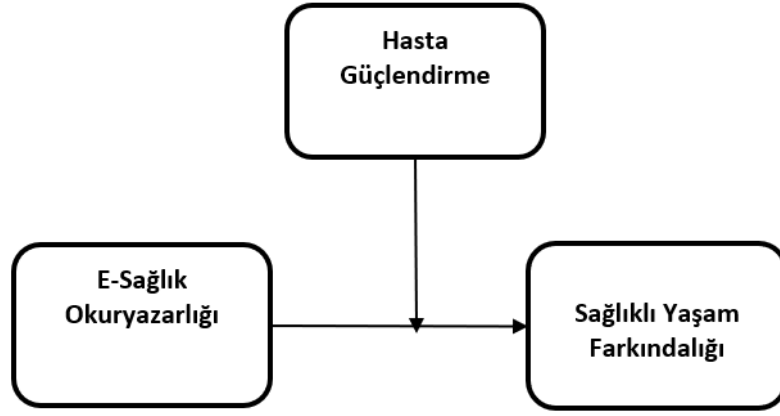 Hasta
Güçlendirme
E-Sağlık
Okuryazarlığı
Sağlıklı Yaşam
Farkındalığı